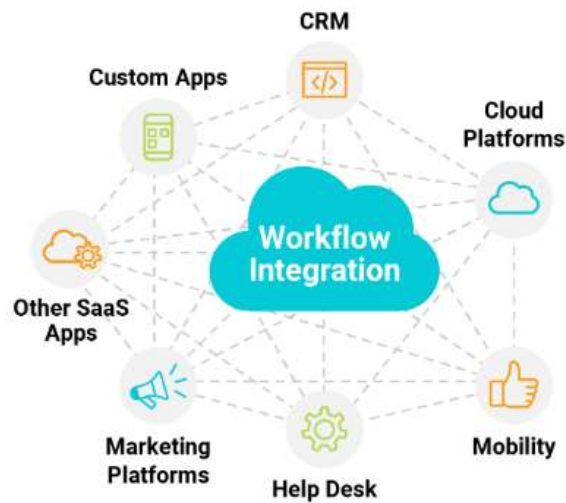 CRM
Custom Apps
Cloud
Platforms
Workflow
Integration
Other SaaS
Apps
Marketing
Platforms
Help Desk
Mobility